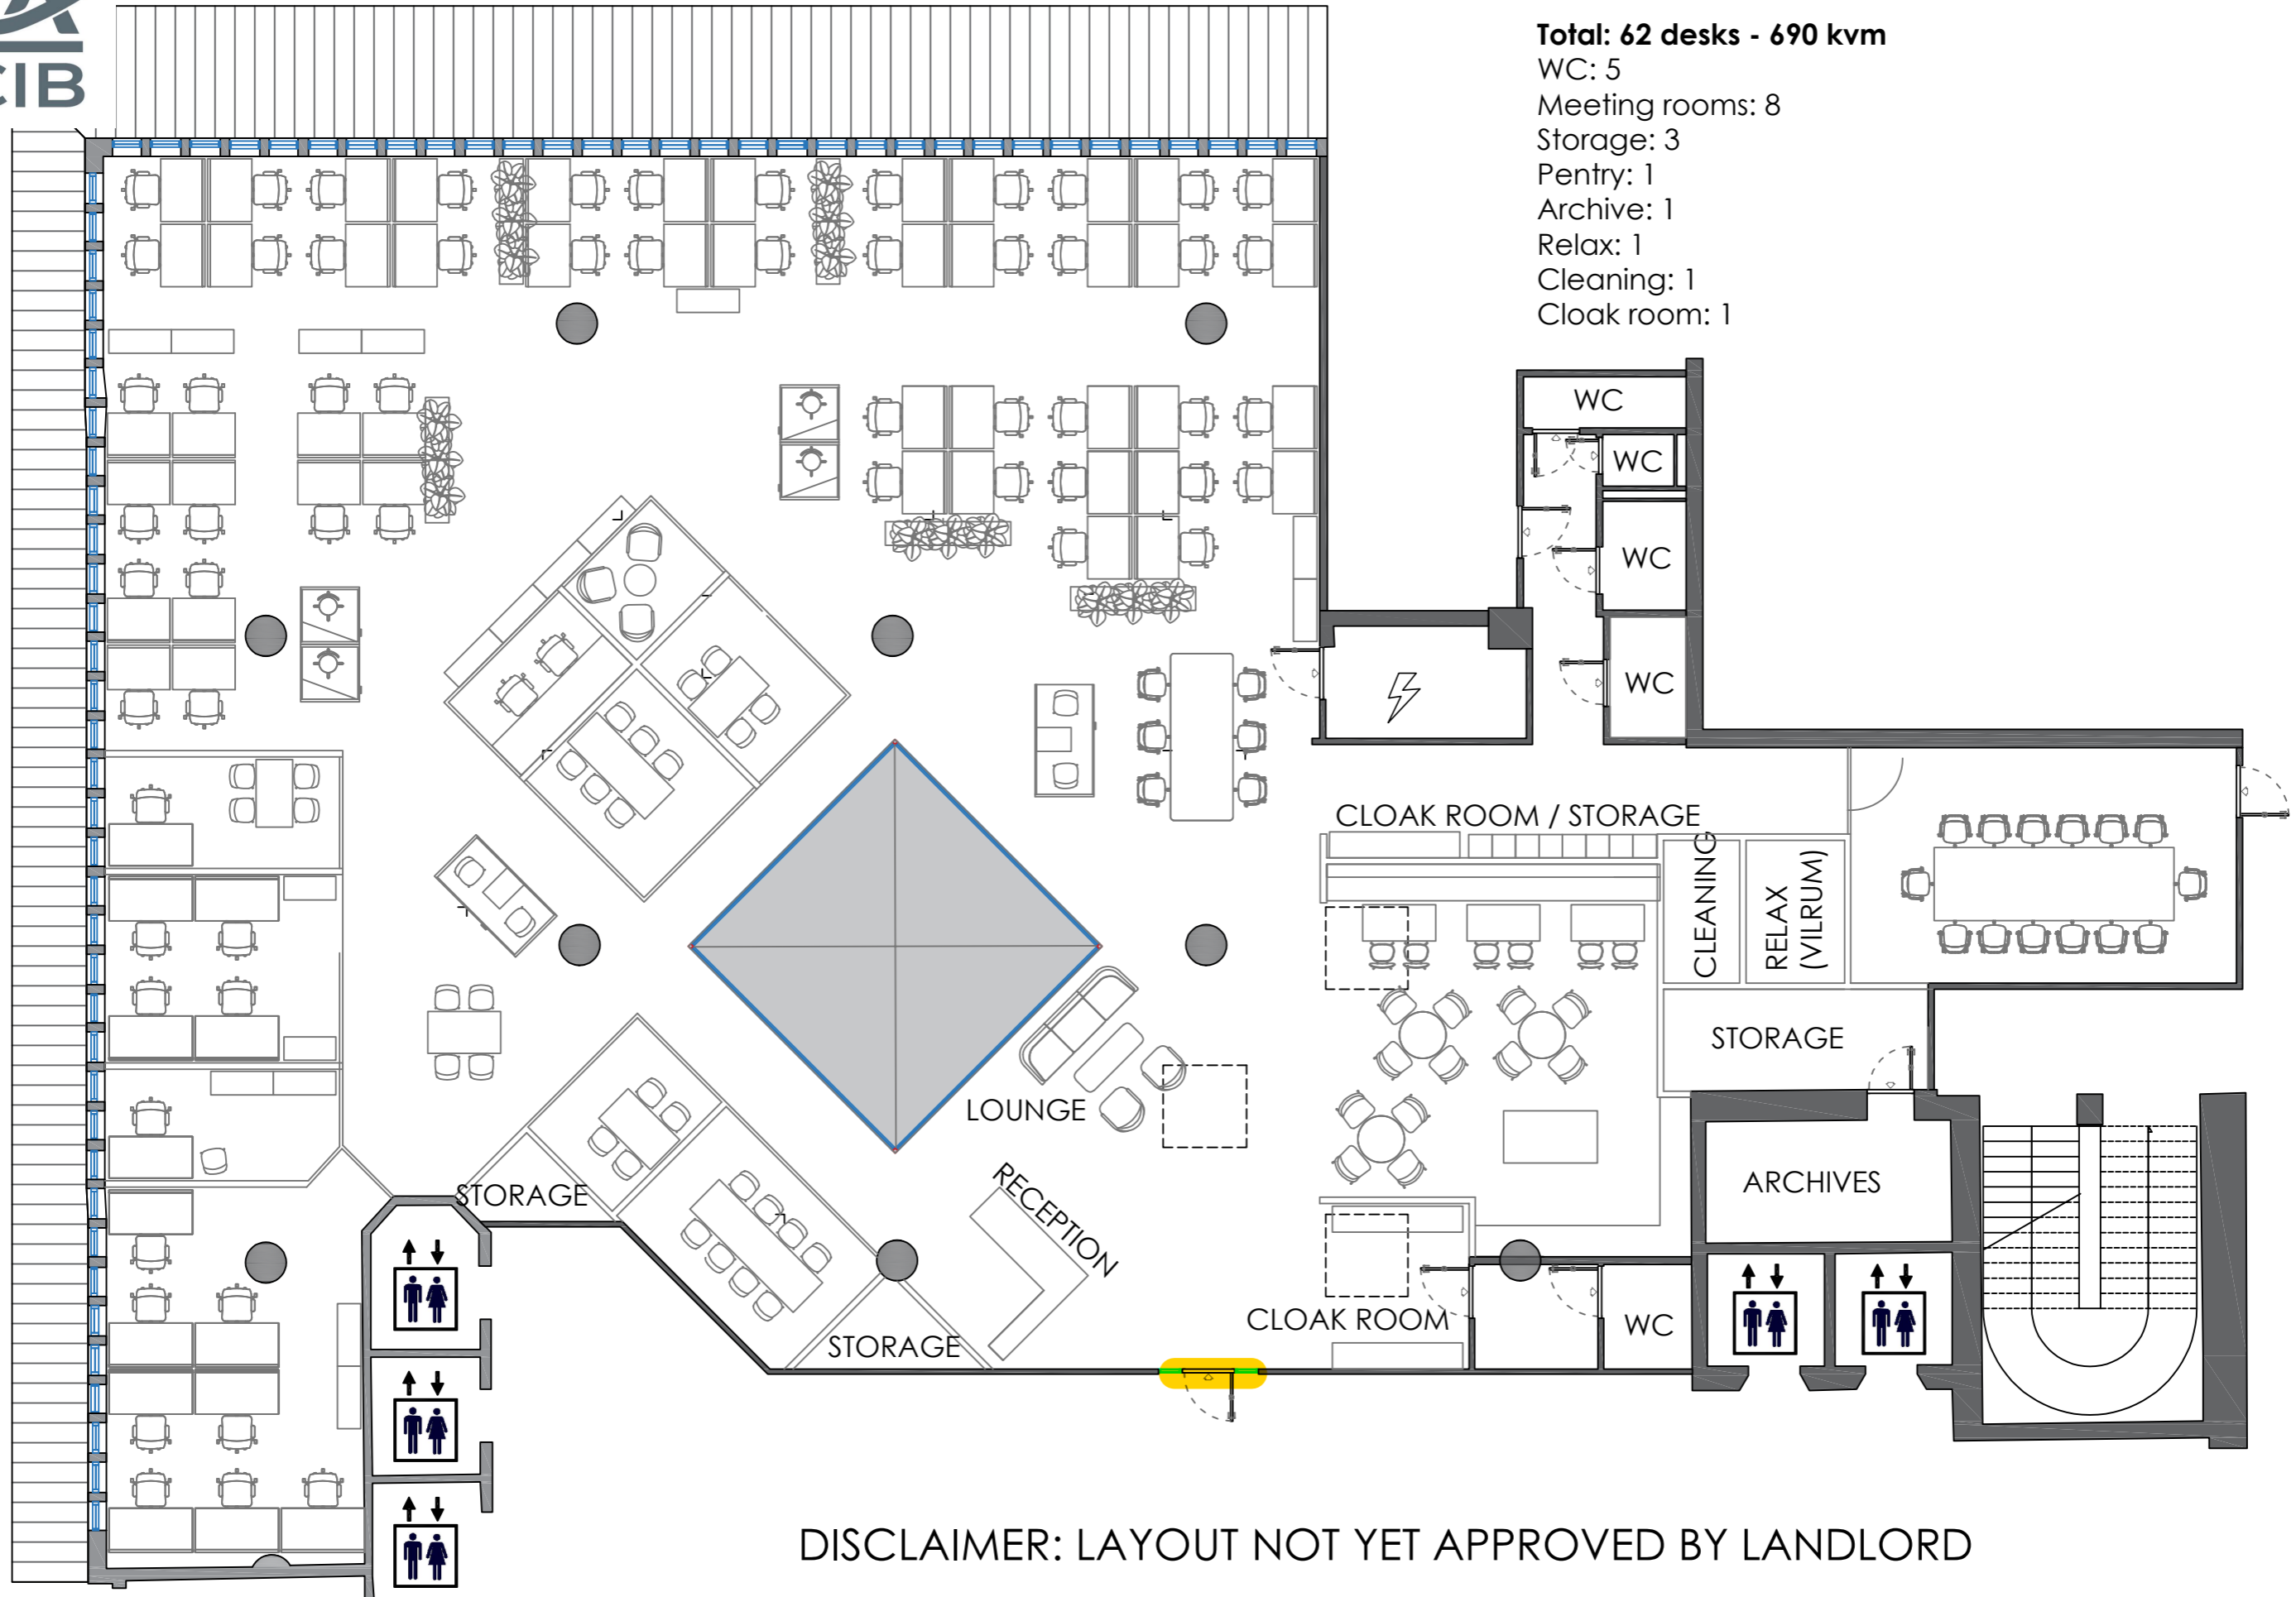 CIB
Total: 62 desks - 690 kvm
WC: 5
Meeting rooms: 8
Storage: 3
Pentry: 1
Archive: 1
Relax: 1
Cleaning: 1
Cloak room: 1
WC
WC
WC
WC
CLOAK ROOM / STORAGE
CLEANING
RELAX
(VILRUM)
STORAGE
LOUNGE
ARCHIVES
STORAGE
RECEPTION
CLOAK ROOM
WC
STORAGE
DISCLAIMER: LAYOUT NOT YET APPROVED BY LANDLORD